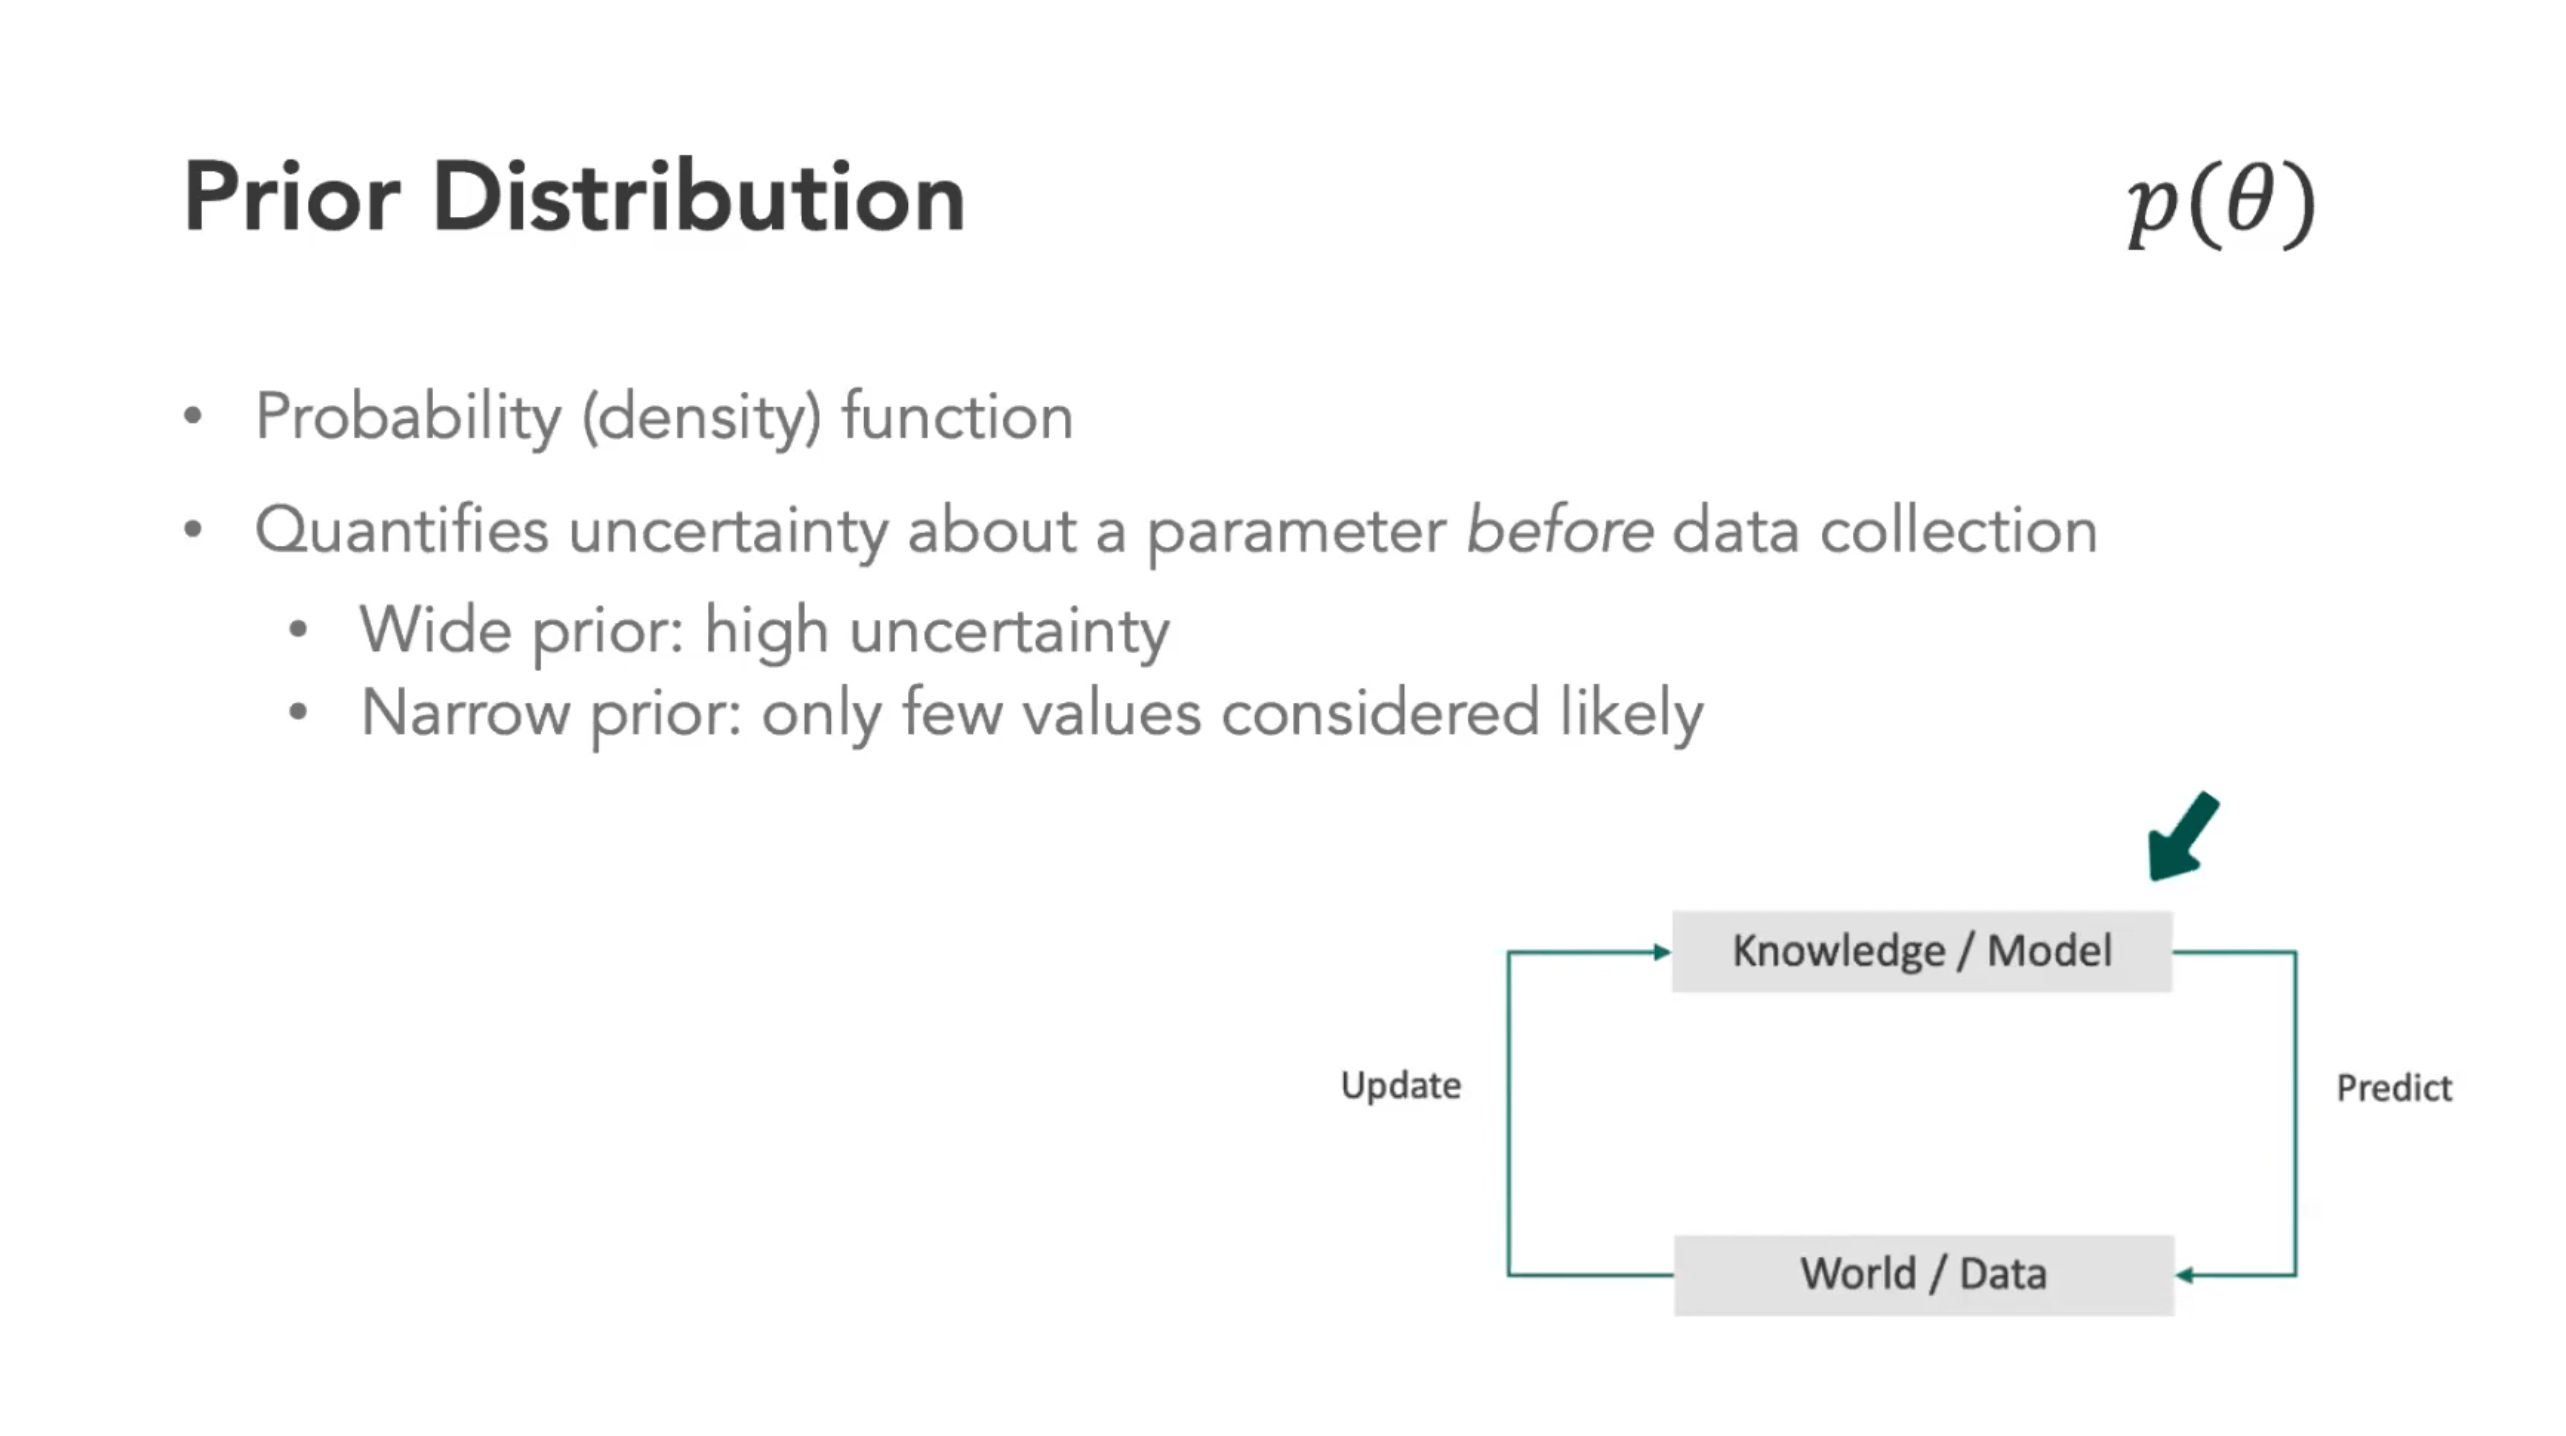 Prior Distribution
p(θ)
• Probability (density) function
• Quantifies uncertainty about a parameter before data collection
• Wide prior: high uncertainty
• Narrow prior: only few values considered likely
Knowledge / Model
Update
Predict
World / Data